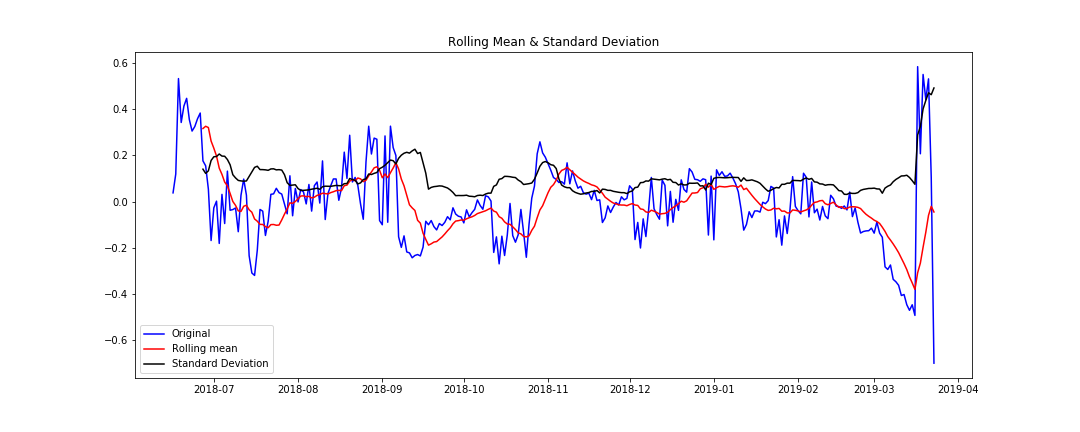 Rolling Mean & Standard Deviation
0.6
0.4
0.2
0.0
−0.2
−0.4
−0.6
Original
Rolling mean
Standard Deviation
2018-07 2018-08 2018-09 2018-10 2018-11 2018-12 2019-01 2019-02 2019-03 2019-04